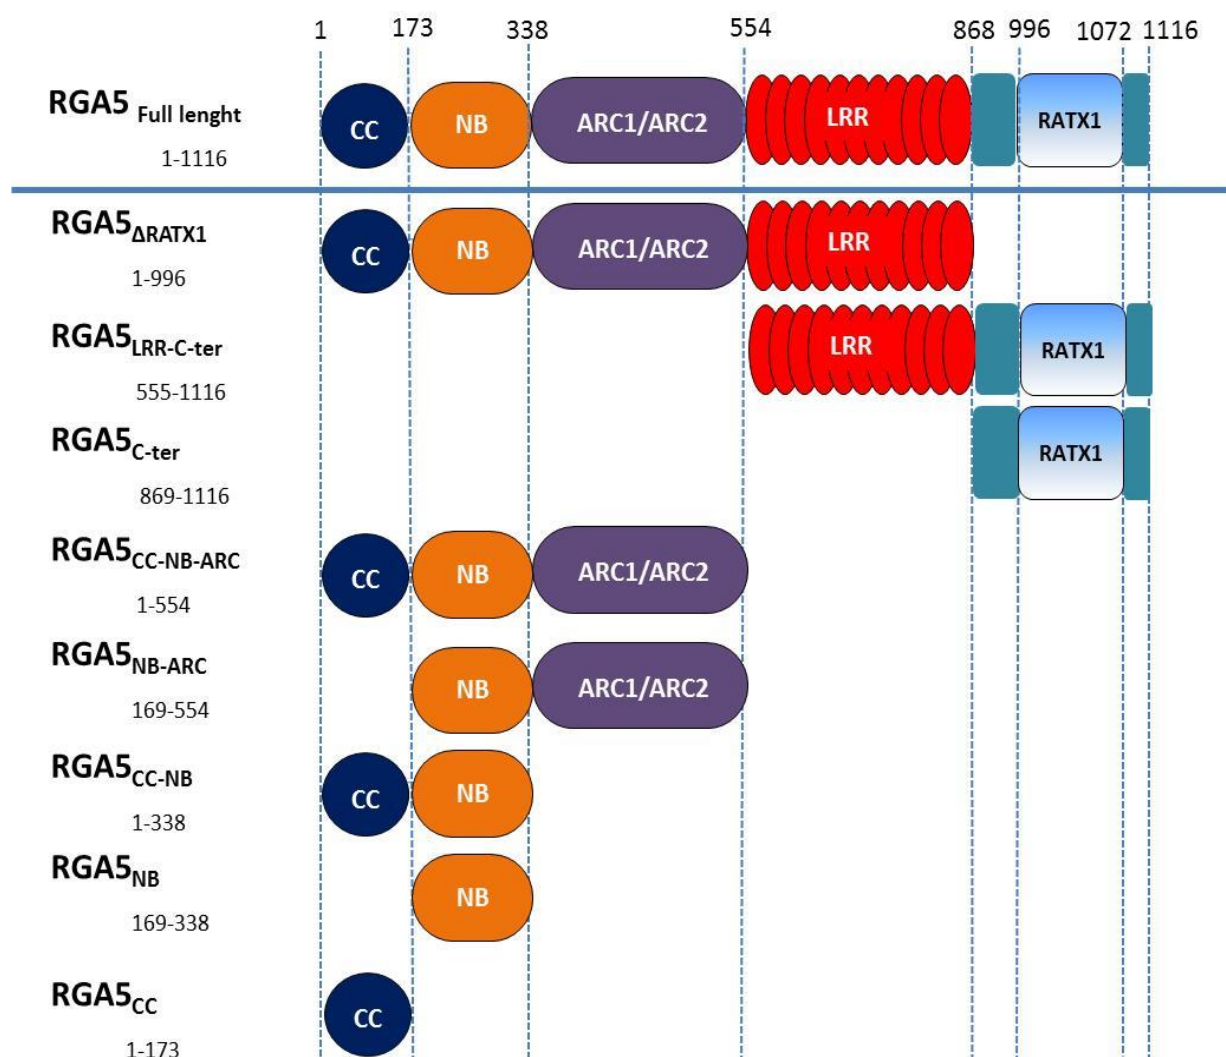 1 173 338 554 868 996 1072 1116
RGA5 Full lenght CC NB ARC1/ARC2 LRR RATX1
1-1116
RGA5ΔRATX1 CC NB ARC1/ARC2 LRR
1-996
RGA5LRR-C-ter LRR RATX1
555-1116
RGA5C-ter RATX1
869-1116
RGA5CC-NB-ARC CC NB ARC1/ARC2
1-554
RGA5NB-ARC NB ARC1/ARC2
169-554
RGA5CC-NB CC NB
1-338
RGA5NB NB
169-338
RGA5CC CC
1-173